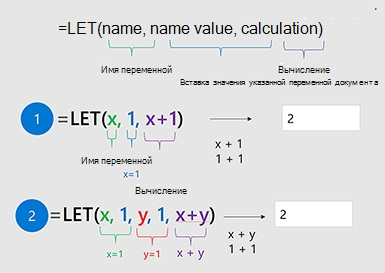 =LET(name, name value, calculation)
Имя переменной Вычисление
Вставка значения указанной переменной документа
1 =LET(x, 1, x+1) 2
x + 1
1 + 1
Имя переменной
x=1
Вычисление
2 =LET(x, 1, y, 1, x+y) 2
x=1 y=1 x + y
x + y
1 + 1